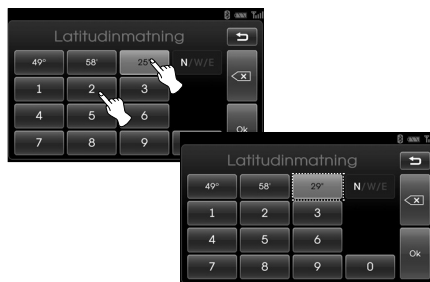 Latitudinmatning
49° 58' 25" N/W/E
1 2 3
4 5 6 Ok
7 8 9
Latitudinmatning
49° 58' 29" N/W/E
1 2 3
4 5 6 Ok
7 8 9 0